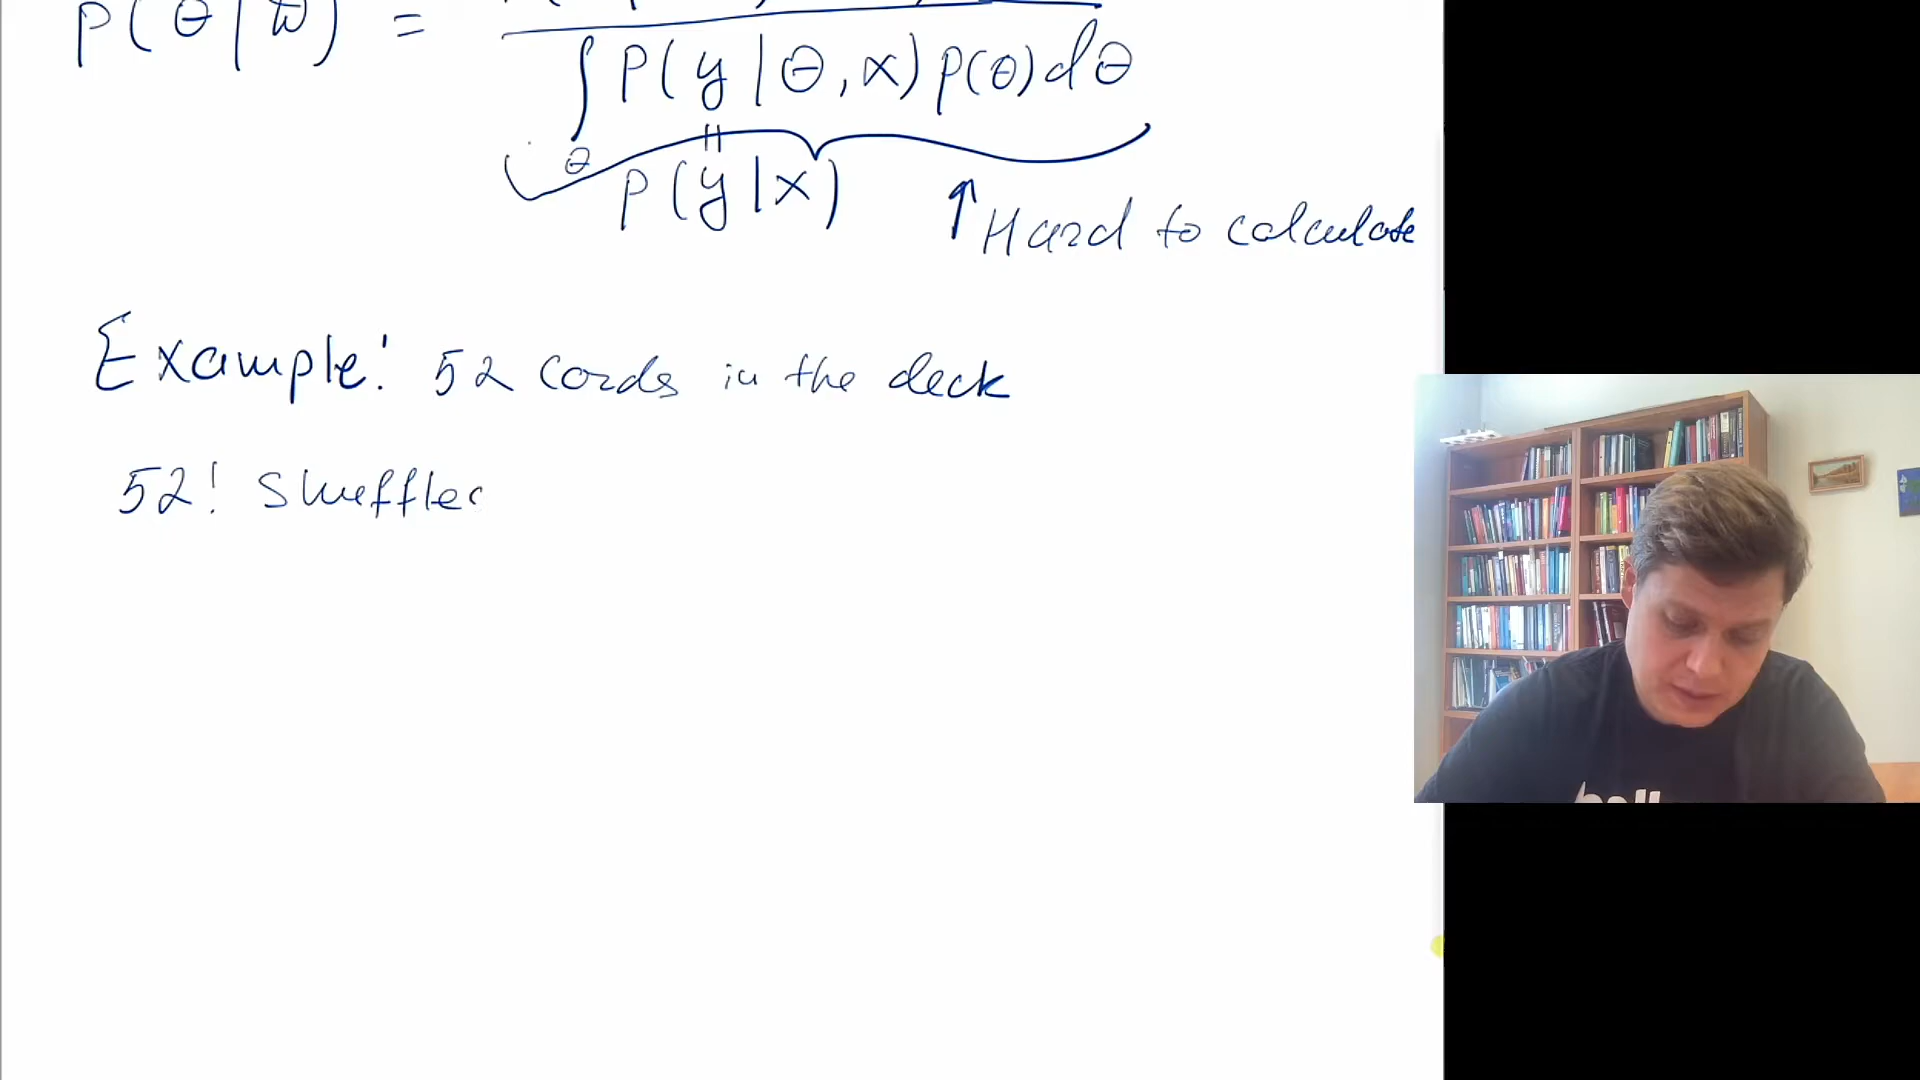 P(θ|D) =
∫ P(y|θ,x) p(θ)dθ
θ
||
P(y|x) ↑ Hard to calculate
Example: 52 cards in the deck
52! Shuffles